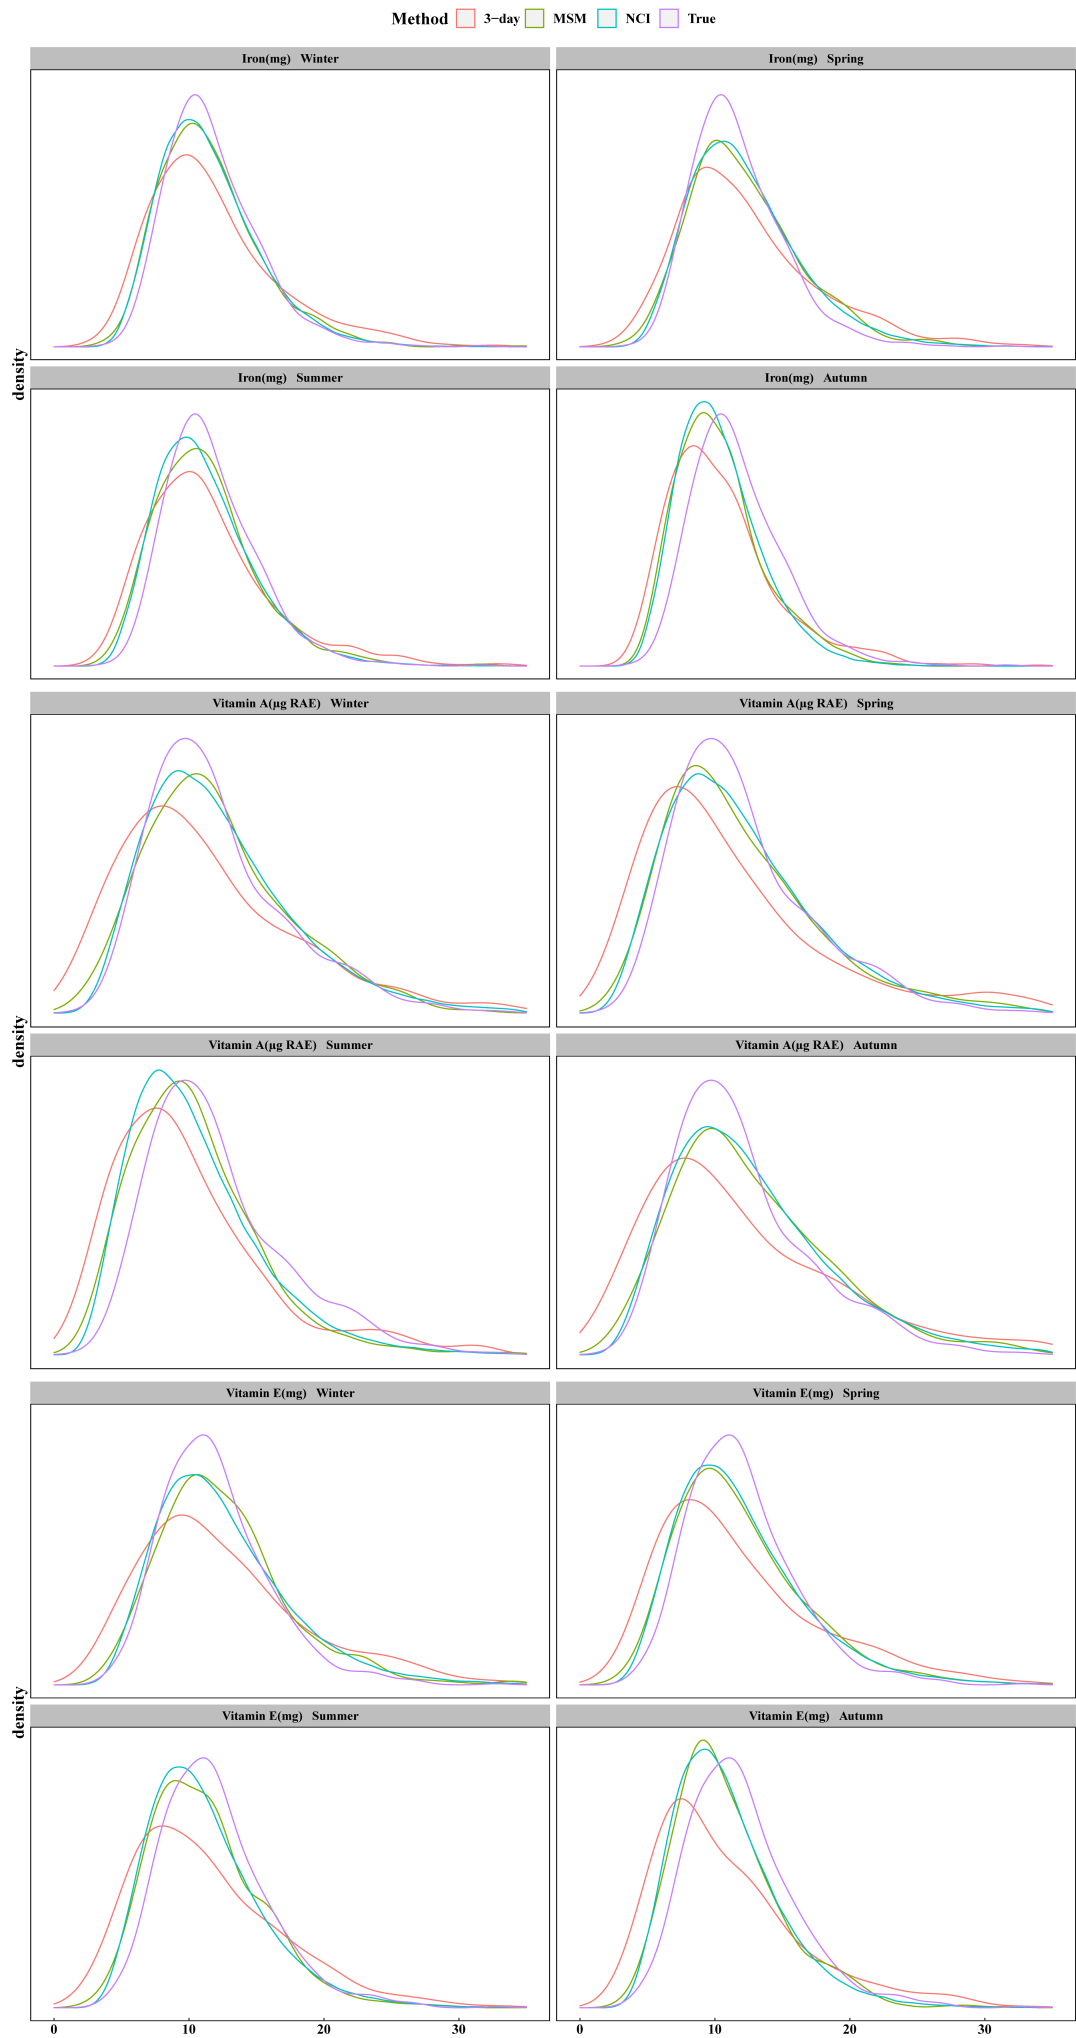 Method 3−day MSM NCI True
Iron(mg) Winter
Iron(mg) Spring
density
Iron(mg) Summer
Iron(mg) Autumn
Vitamin A(µg RAE) Winter
Vitamin A(µg RAE) Spring
density
Vitamin A(µg RAE) Summer
Vitamin A(µg RAE) Autumn
Vitamin E(mg) Winter
Vitamin E(mg) Spring
density
Vitamin E(mg) Summer
Vitamin E(mg) Autumn
0 10 20 30
0 10 20 30